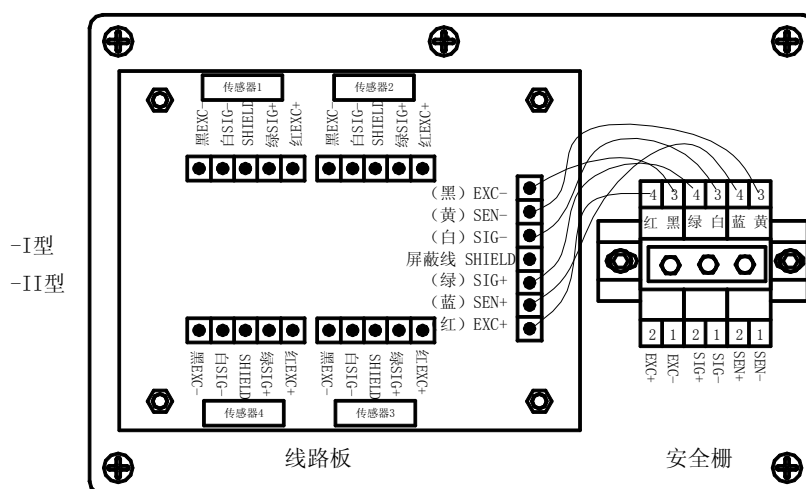 传感器1
传感器2
黑EXC-
白SIG-
SHIELD
绿SIG+
红EXC+
黑EXC-
白SIG-
SHIELD
绿SIG+
红EXC+
（黑）EXC-
（黄）SEN-
（白）SIG-
屏蔽线 SHIELD
（绿）SIG+
（蓝）SEN+
红）EXC+
4 3 4 3 4 3
红 黑 绿 白 蓝 黄
-I型
-II型
2 1 2 1 2 1
EXC+
EXC-
SIG+
SIG-
SEN+
SEN-
黑EXC-
白SIG-
SHIELD
绿SIG+
红EXC+
黑EXC-
白SIG-
SHIELD
绿SIG+
红EXC+
传感器4
传感器3
线路板
安全栅